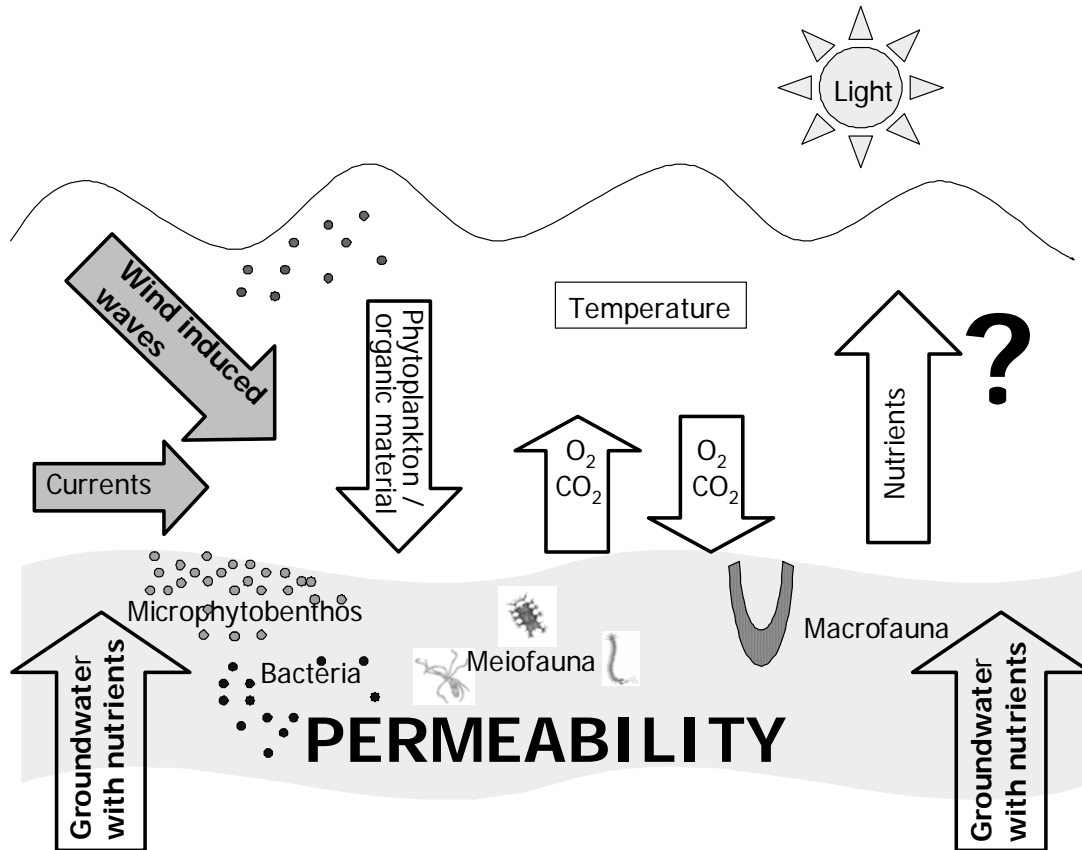 Light
Wind induced
waves
Temperature
Phytoplankton /
organic material
?
Currents
O₂
CO₂
O₂
CO₂
Nutrients
Microphytobenthos
Macrofauna
Bacteria
Meiofauna
PERMEABILITY
Groundwater
with nutrients
Groundwater
with nutrients